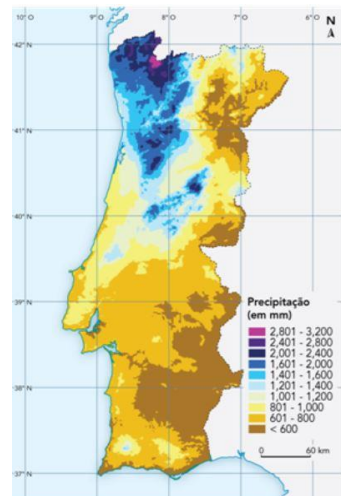 10° O 9° O 8° O 7° O 6° O
N
42° N
41° N
40° N
39° N
38° N
37° N
Precipitação
(em mm)
2,801 - 3,200
2,401 - 2,800
2,001 - 2,400
1,601 - 2,000
1,401 - 1,600
1,201 - 1,400
1,001 - 1,200
801 - 1,000
601 - 800
< 600
0 60 km